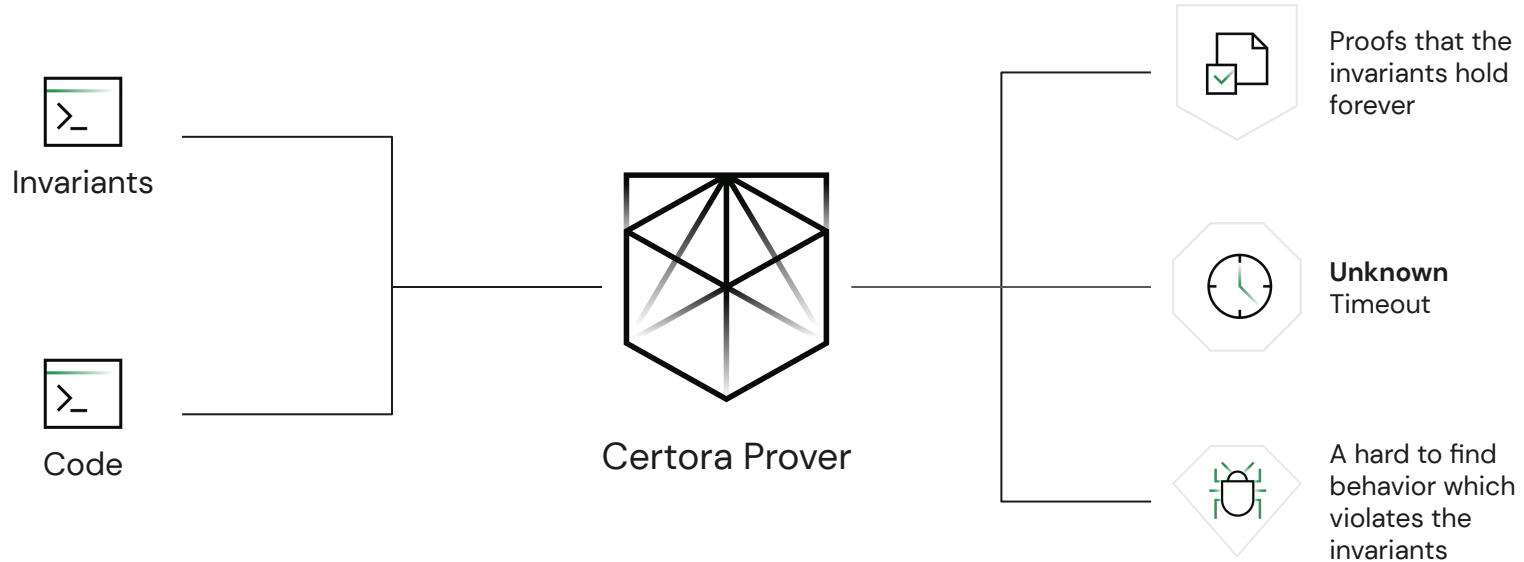 Invariants
Code
Certora Prover
Proofs that the
invariants hold
forever
Unknown
Timeout
A hard to find
behavior which
violates the
invariants